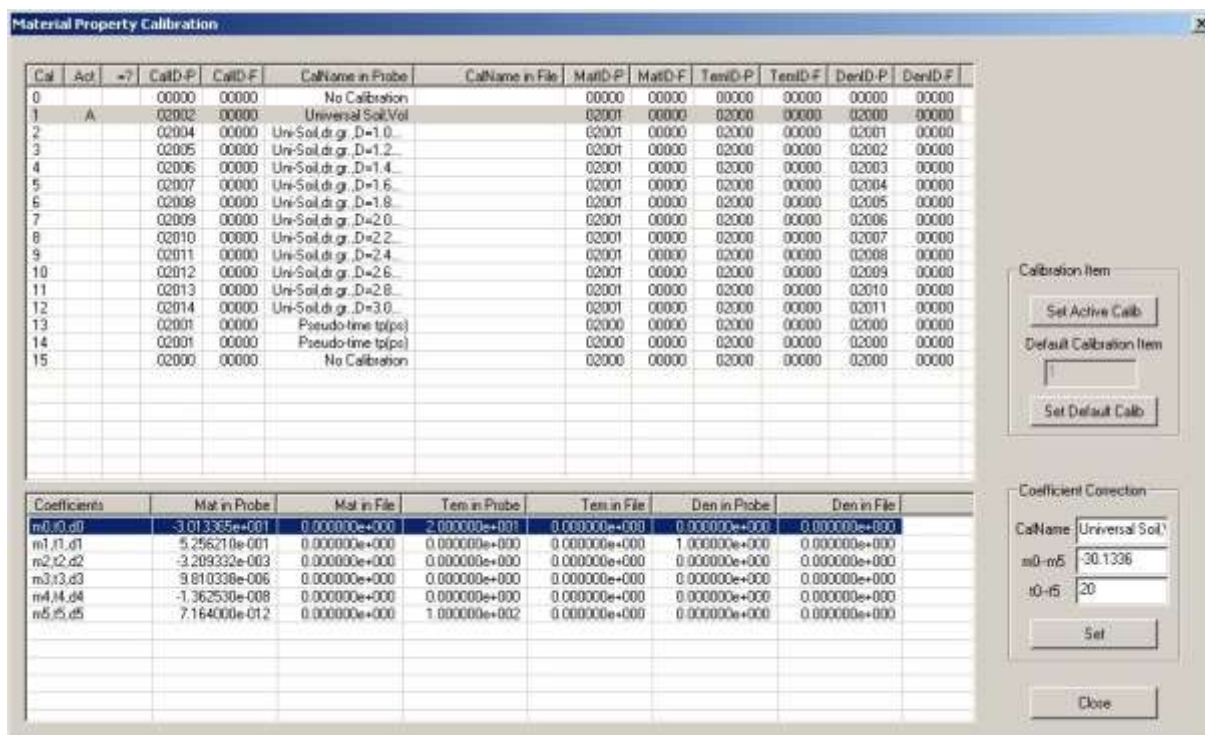 Material Property Calibration
Cal Act =? CalID-P CalID-F CalName in Probe CalName in File MatID-P MatID-F TemID-P TemID-F DenID-P DenID-F
0 00000 00000 No Calibration 00000 00000 00000 00000 00000 00000
1 A 02002 00000 Universal Soil,Vol 02001 00000 02000 00000 02000 00000
2 02004 00000 Uni-Soil,dr.gr.,D=1.0... 02001 00000 02000 00000 02001 00000
3 02005 00000 Uni-Soil,dr.gr.,D=1.2... 02001 00000 02000 00000 02002 00000
4 02006 00000 Uni-Soil,dr.gr.,D=1.4... 02001 00000 02000 00000 02003 00000
5 02007 00000 Uni-Soil,dr.gr.,D=1.6... 02001 00000 02000 00000 02004 00000
6 02008 00000 Uni-Soil,dr.gr.,D=1.8... 02001 00000 02000 00000 02005 00000
7 02009 00000 Uni-Soil,dr.gr.,D=2.0... 02001 00000 02000 00000 02006 00000
8 02010 00000 Uni-Soil,dr.gr.,D=2.2... 02001 00000 02000 00000 02007 00000
9 02011 00000 Uni-Soil,dr.gr.,D=2.4... 02001 00000 02000 00000 02008 00000
10 02012 00000 Uni-Soil,dr.gr.,D=2.6... 02001 00000 02000 00000 02009 00000
11 02013 00000 Uni-Soil,dr.gr.,D=2.8... 02001 00000 02000 00000 02010 00000
12 02014 00000 Uni-Soil,dr.gr.,D=3.0... 02001 00000 02000 00000 02011 00000
13 02001 00000 Pseudo-time tp(ps) 02000 00000 02000 00000 02000 00000
14 02001 00000 Pseudo-time tp(ps) 02000 00000 02000 00000 02000 00000
15 02000 00000 No Calibration 02000 00000 02000 00000 02000 00000
Calibration Item
Set Active Calib
Default Calibration Item
1
Set Default Calib
Coefficients Mat in Probe Mat in File Tem in Probe Tem in File Den in Probe Den in File
m0,t0,d0 -3.013365e+001 0.000000e+000 2.000000e+001 0.000000e+000 0.000000e+000 0.000000e+000
m1,t1,d1 5.256210e-001 0.000000e+000 0.000000e+000 0.000000e+000 1.000000e+000 0.000000e+000
m2,t2,d2 -3.209332e-003 0.000000e+000 0.000000e+000 0.000000e+000 0.000000e+000 0.000000e+000
m3,t3,d3 9.810338e-006 0.000000e+000 0.000000e+000 0.000000e+000 0.000000e+000 0.000000e+000
m4,t4,d4 -1.362530e-008 0.000000e+000 0.000000e+000 0.000000e+000 0.000000e+000 0.000000e+000
m5,t5,d5 7.164000e-012 0.000000e+000 1.000000e+002 0.000000e+000 0.000000e+000 0.000000e+000
Coefficient Correction
CalName Universal Soil,
m0-m5 -30.1336
t0-t5 20
Set
Close